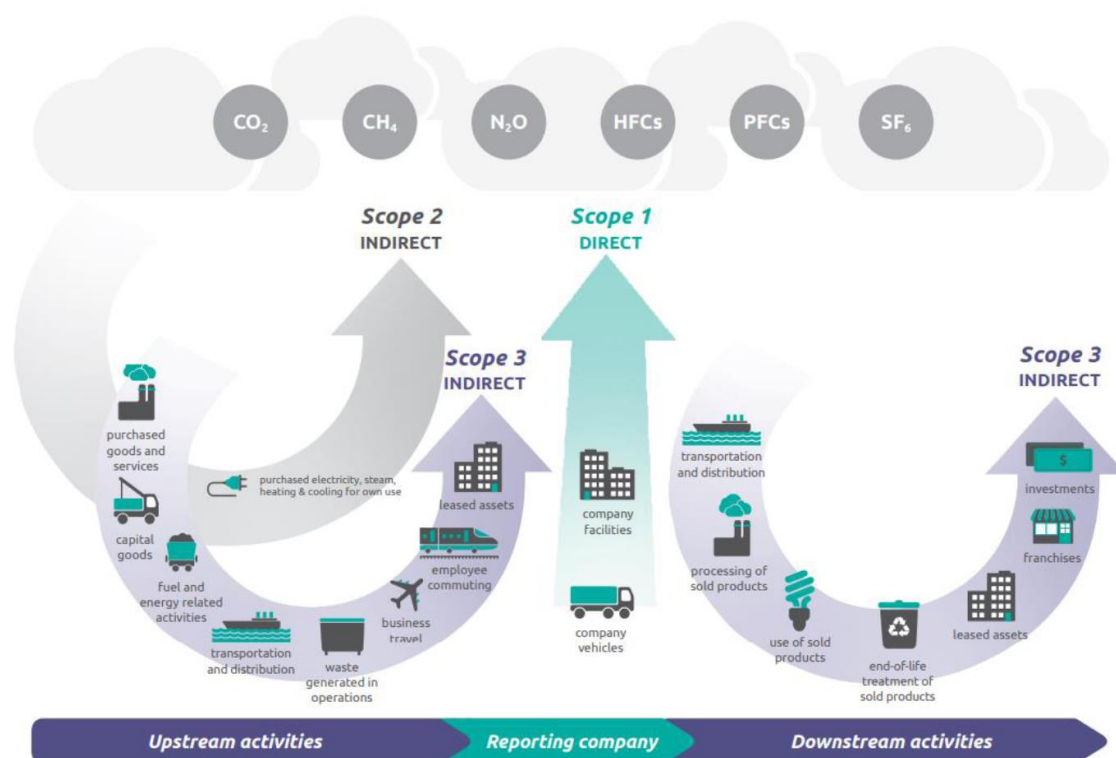 CO₂
CH₄
N₂O
HFCs
PFCs
SF₆
Scope 2
INDIRECT
Scope 1
DIRECT
Scope 3
INDIRECT
Scope 3
INDIRECT
purchased
goods and
services
capital
goods
fuel and
energy related
activities
transportation
and distribution
waste
generated in
operations
business
travel
employee
commuting
leased assets
purchased electricity, steam,
heating & cooling for own use
company
facilities
company
vehicles
transportation
and distribution
processing of
sold products
use of sold
products
end-of-life
treatment of
sold products
leased assets
franchises
$
investments
Upstream activities
Reporting company
Downstream activities